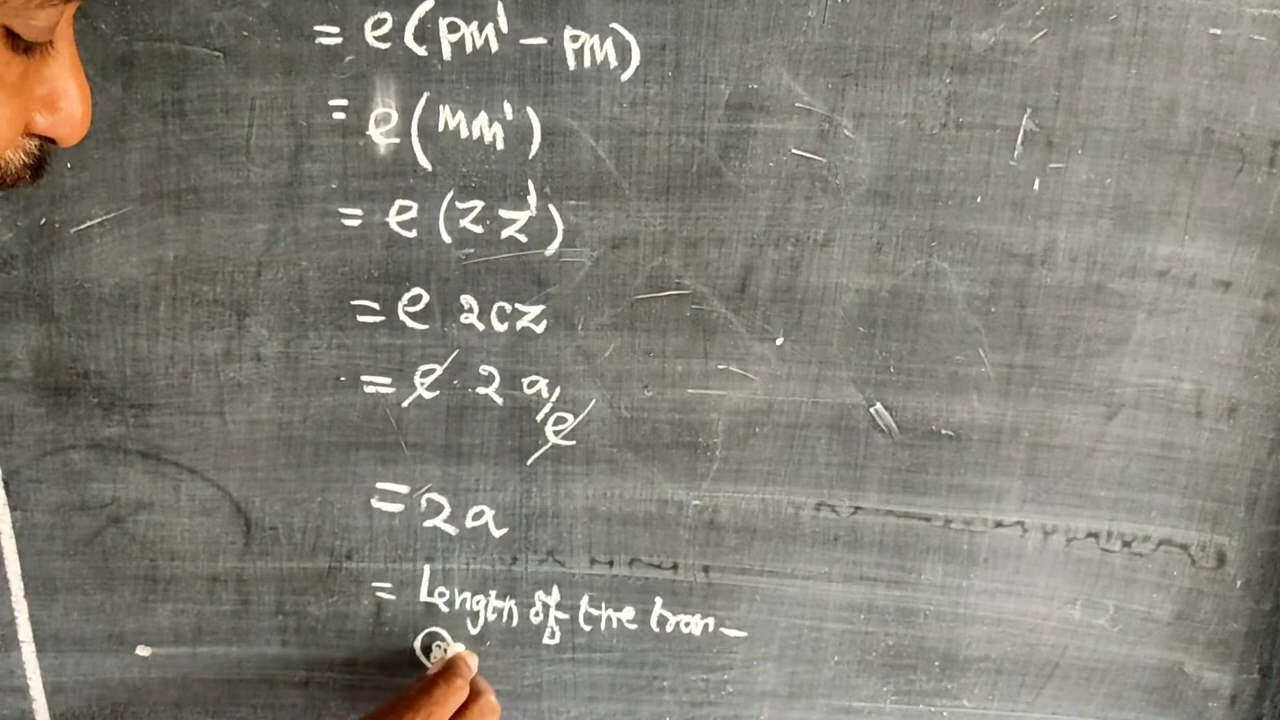 = e(PM' - PM)
= e(MM')
= e(ZZ')
= e 2CZ
= e. 2 a/e
= 2a
= Length of the tran-